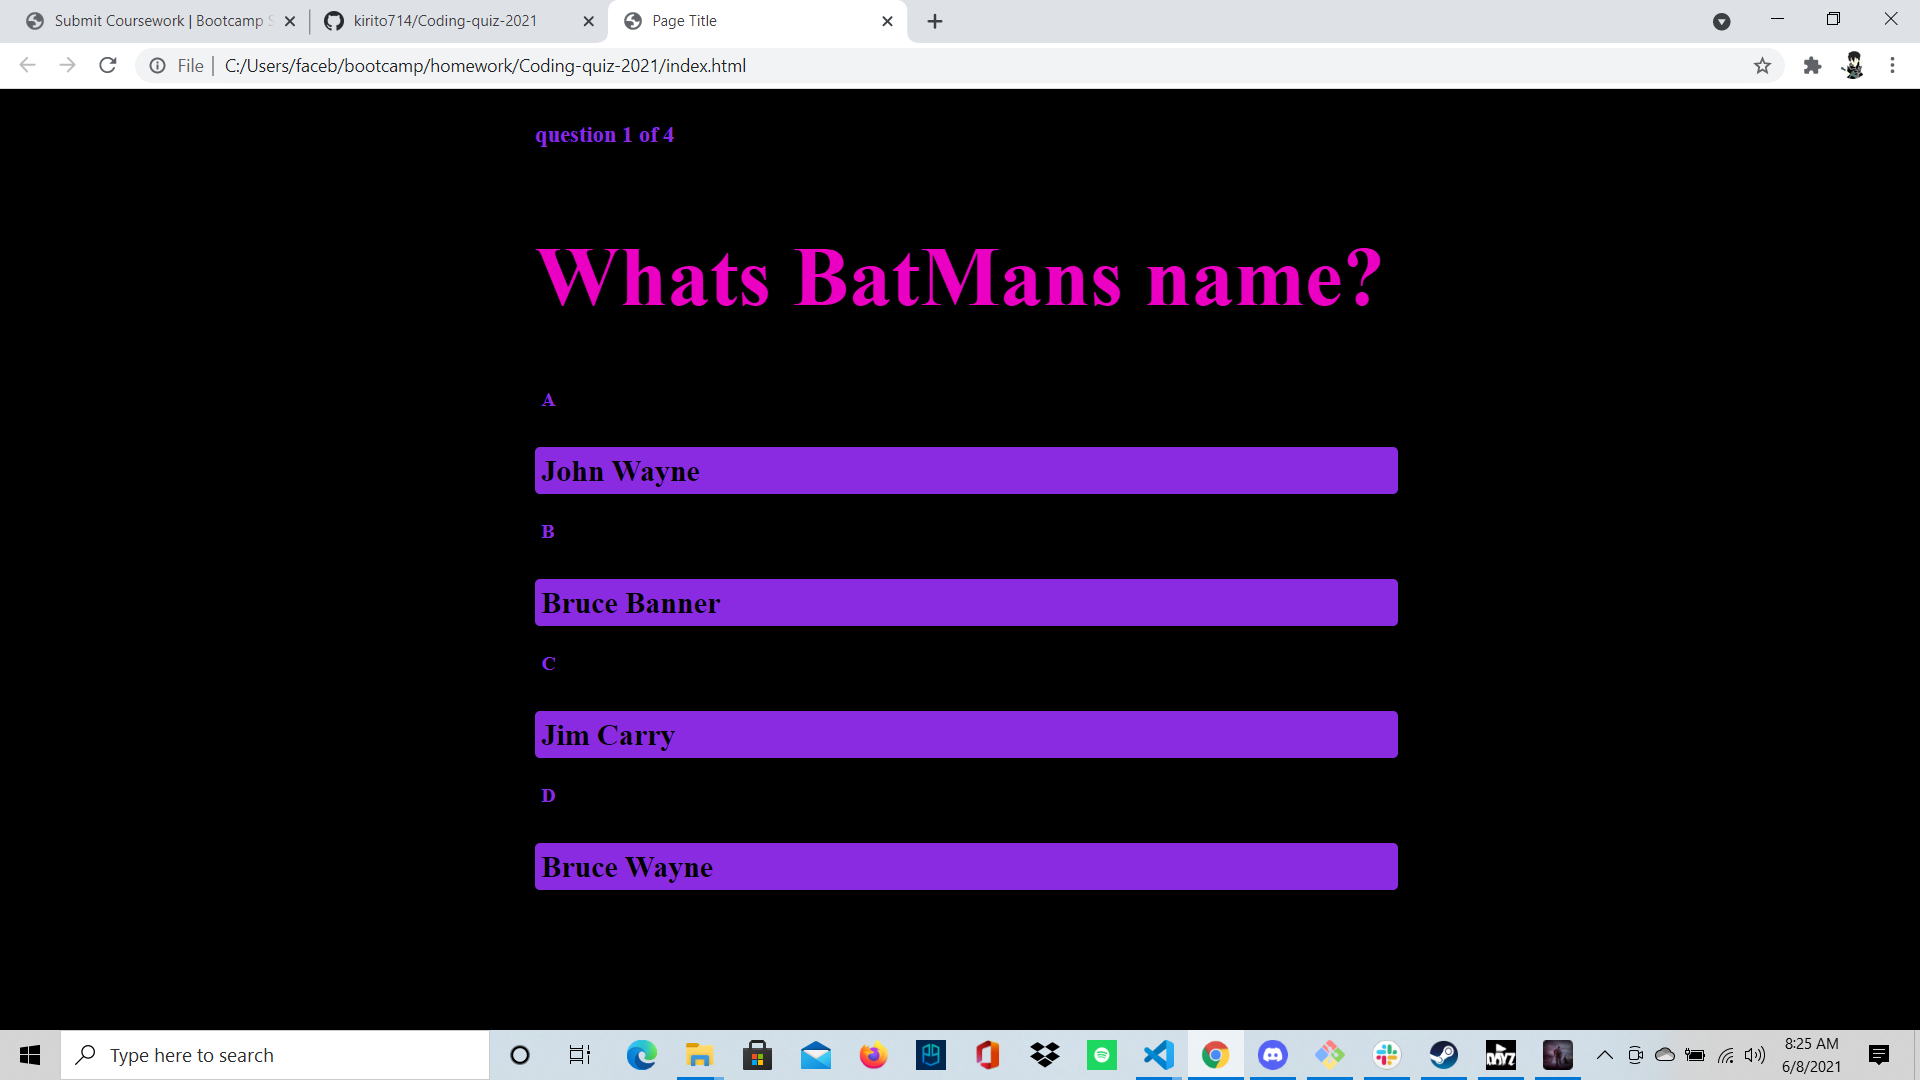 Submit Coursework | Bootcamp
kirito714/Coding-quiz-2021
Page Title
File
C:/Users/faceb/bootcamp/homework/Coding-quiz-2021/index.html
question 1 of 4
Whats BatMans name?
A
John Wayne
B
Bruce Banner
C
Jim Carry
D
Bruce Wayne
Type here to search
PG
DAYZ
8:25 AM
6/8/2021